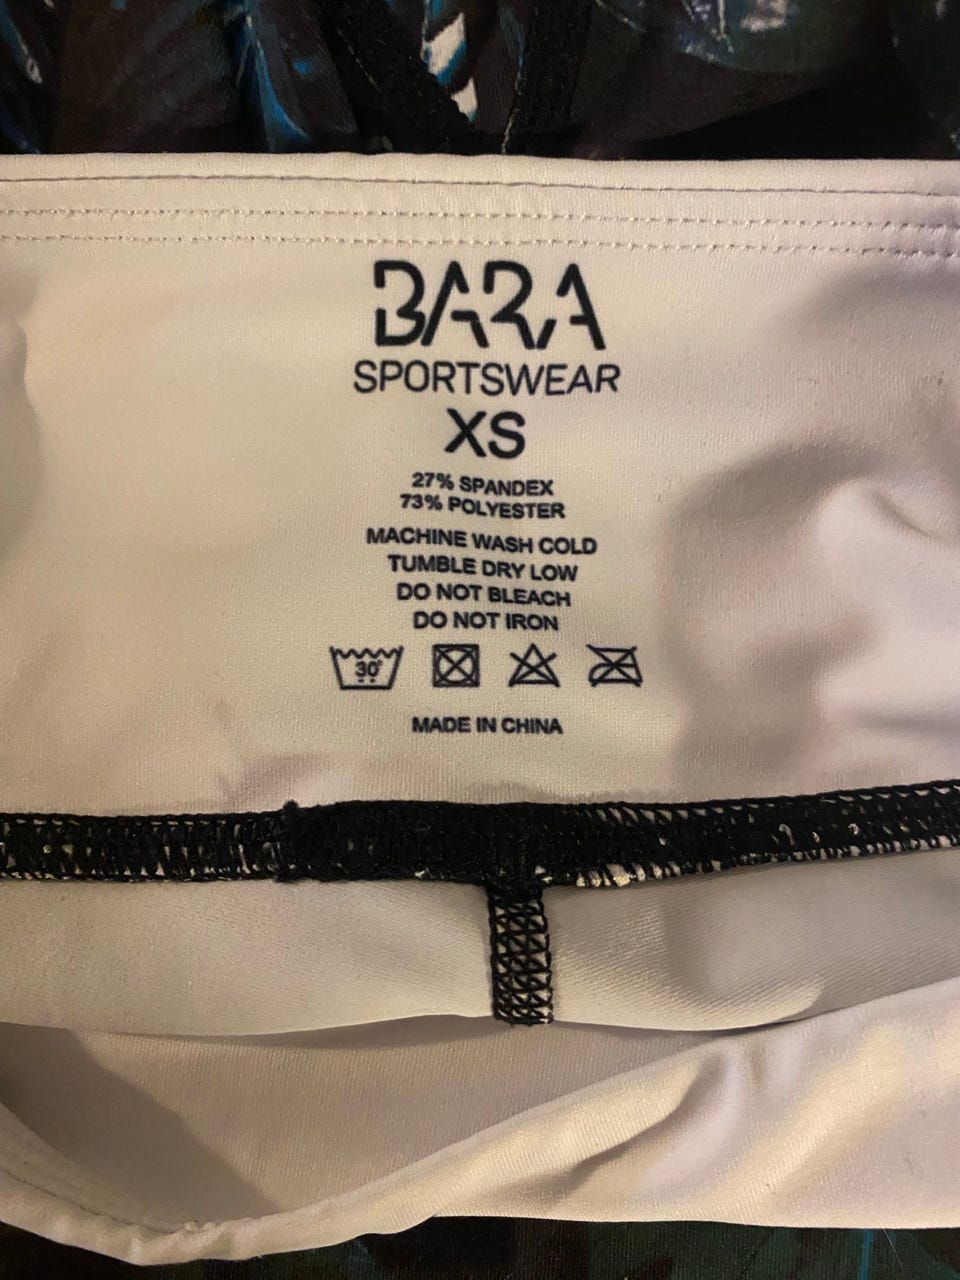 BARA
SPORTSWEAR
XS
27% SPANDEX
73% POLYESTER
MACHINE WASH COLD
TUMBLE DRY LOW
DO NOT BLEACH
DO NOT IRON
30°
MADE IN CHINA